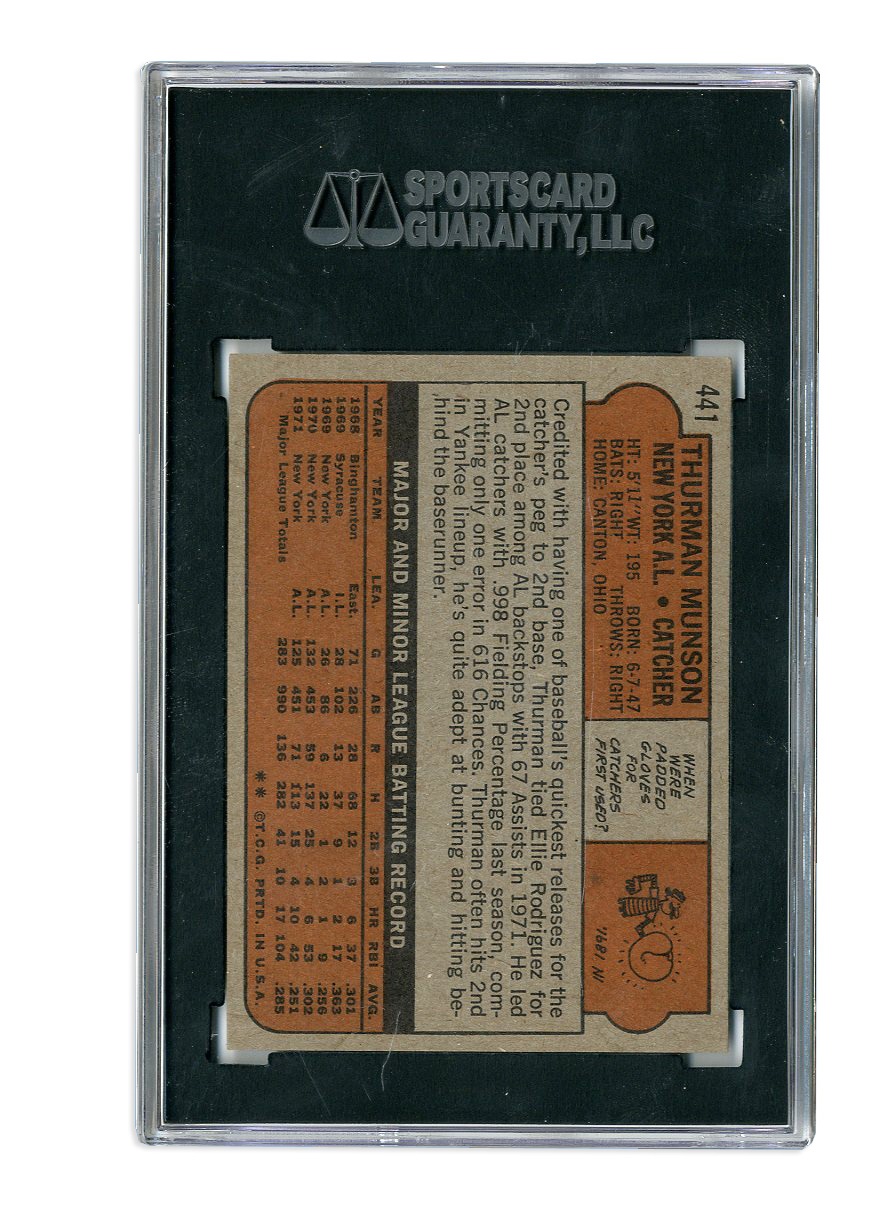 SPORTSCARD
GUARANTY, LLC
441
THURMAN MUNSON
NEW YORK A.L. • CATCHER
HT: 5'11" WT: 195 BORN: 6-7-47
BATS: RIGHT THROWS: RIGHT
HOME: CANTON, OHIO
WHEN
WERE
PADDED
GLOVES
FOR
CATCHERS
FIRST USED?
IN 1891.
Credited with having one of baseball's quickest releases for the
catcher's peg to 2nd base, Thurman tied Ellie Rodriguez for
2nd place among AL backstops with 67 Assists in 1971. He led
AL catchers with .998 Fielding Percentage last season, com-
mitting only one error in 616 Chances. Thurman often hits 2nd
in Yankee lineup, he's quite adept at bunting and hitting be-
hind the baserunner.
MAJOR AND MINOR LEAGUE BATTING RECORD
YEAR TEAM LEA. G AB R H 2B 3B HR RBI AVG.
1968 Binghamton East. 71 226 28 68 12 3 6 37 .301
1969 Syracuse I.L. 28 102 13 37 9 1 2 17 .363
1969 New York A.L. 26 86 6 22 1 2 1 9 .256
1970 New York A.L. 132 453 59 137 25 4 6 53 .302
1971 New York A.L. 125 451 71 113 15 4 10 42 .251
Major League Totals 283 990 136 282 41 10 17 104 .285
** ©T.C.G. PRTD. IN U.S.A.